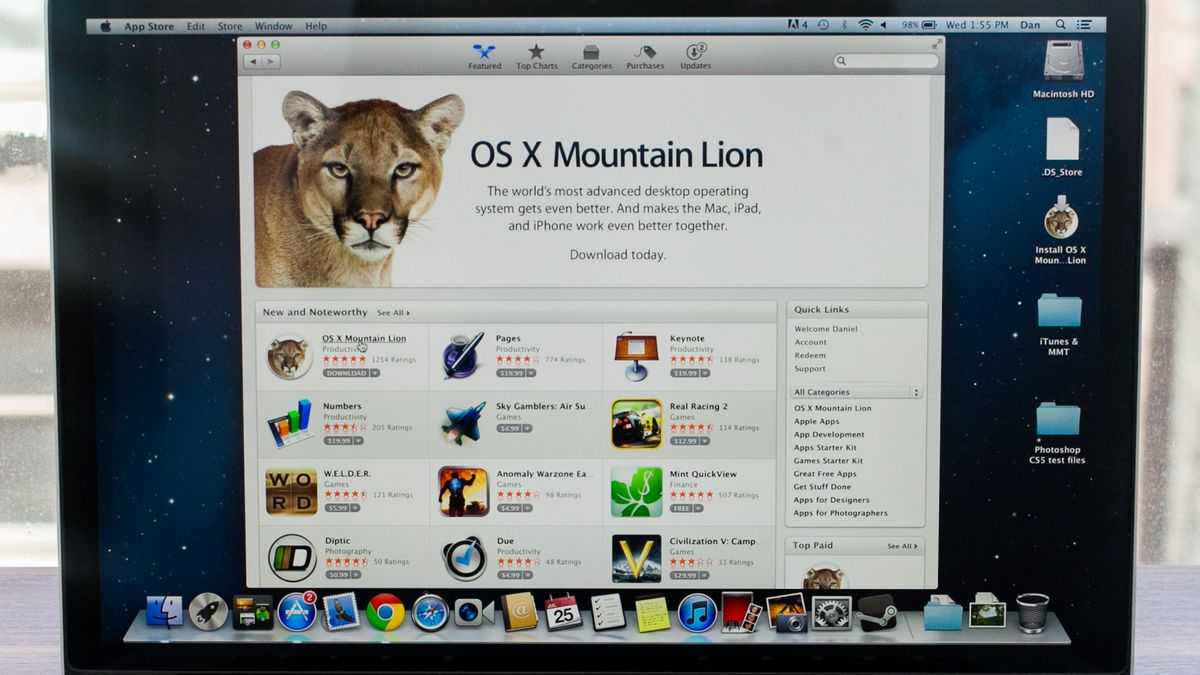 App Store Edit Store Window Help
4 98% Wed 1:55 PM Dan
Featured Top Charts Categories Purchases Updates
2
OS X Mountain Lion
The world's most advanced desktop operating
system gets even better. And makes the Mac, iPad,
and iPhone work even better together.
Download today.
New and Noteworthy See All
OS X Mountain Lion
Productivity
1254 Ratings
DOWNLOAD
Pages
Productivity
774 Ratings
$19.99
Keynote
Productivity
138 Ratings
$19.99
Numbers
Productivity
205 Ratings
$19.99
Sky Gamblers: Air Su...
Games
$4.99
Real Racing 2
Games
114 Ratings
$12.99
WO
RD
W.E.L.D.E.R.
Games
121 Ratings
$5.99
Anomaly Warzone Ea...
Games
98 Ratings
$4.99
Mint QuickView
Finance
507 Ratings
FREE
Diptic
Photography
50 Ratings
$0.99
Due
Productivity
48 Ratings
$4.99
Civilization V: Camp...
Games
33 Ratings
$29.99
Quick Links
Welcome Daniel
Account
Redeem
Support
All Categories
OS X Mountain Lion
Apple Apps
App Development
Apps Starter Kit
Games Starter Kit
Great Free Apps
Get Stuff Done
Apps for Designers
Apps for Photographers
Top Paid See All
Macintosh HD
.DS_Store
Install OS X
Moun...Lion
iTunes &
MMT
Photoshop
CS5 test files
2
JUL
25